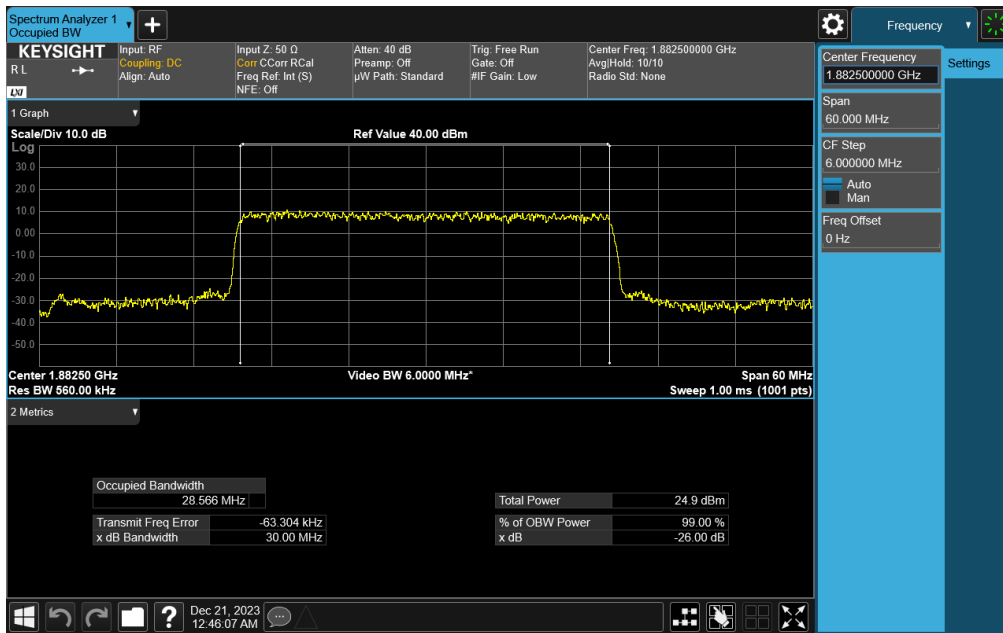 Spectrum Analyzer 1
Occupied BW
Frequency
KEYSIGHT
R L
LXI
Input: RF
Coupling: DC
Align: Auto
Input Z: 50 Ω
Corr CCorr RCal
Freq Ref: Int (S)
NFE: Off
Atten: 40 dB
Preamp: Off
µW Path: Standard
Trig: Free Run
Gate: Off
#IF Gain: Low
Center Freq: 1.882500000 GHz
Avg|Hold: 10/10
Radio Std: None
Center Frequency
1.882500000 GHz
Settings
Span
60.000 MHz
CF Step
6.000000 MHz
Auto
Man
Freq Offset
0 Hz
1 Graph
Scale/Div 10.0 dB
Ref Value 40.00 dBm
Log
30.0
20.0
10.0
0.00
-10.0
-20.0
-30.0
-40.0
-50.0
Center 1.88250 GHz
Video BW 6.0000 MHz*
Span 60 MHz
Res BW 560.00 kHz
Sweep 1.00 ms (1001 pts)
2 Metrics
Occupied Bandwidth
28.566 MHz
Total Power 24.9 dBm
Transmit Freq Error -63.304 kHz
% of OBW Power 99.00 %
x dB Bandwidth 30.00 MHz
x dB -26.00 dB
Dec 21, 2023
12:46:07 AM